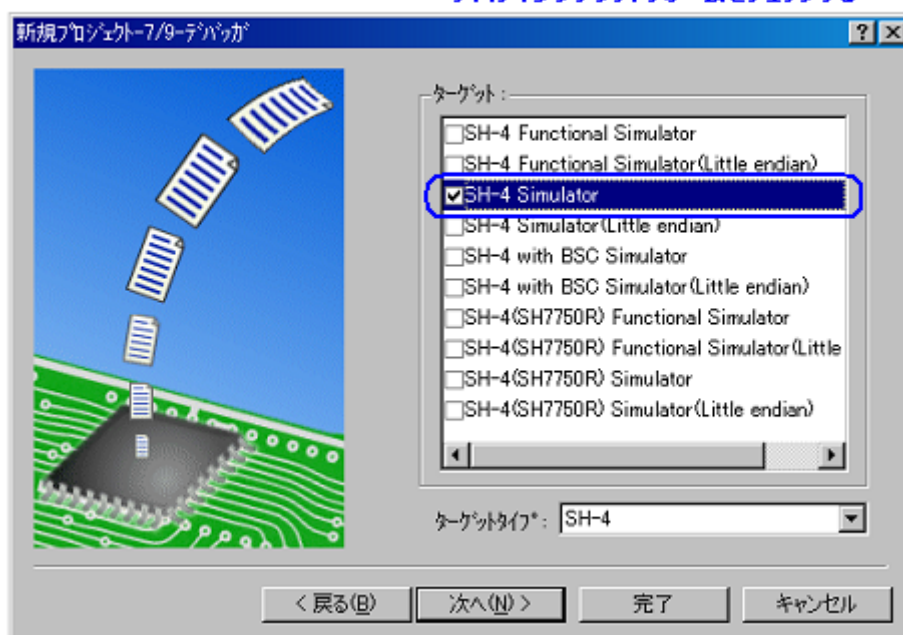 新規プロジェクト-7/9-デバッガ
ターゲット :
SH-4 Functional Simulator
SH-4 Functional Simulator(Little endian)
SH-4 Simulator
SH-4 Simulator(Little endian)
SH-4 with BSC Simulator
SH-4 with BSC Simulator(Little endian)
SH-4(SH7750R) Functional Simulator
SH-4(SH7750R) Functional Simulator(Little
SH-4(SH7750R) Simulator
SH-4(SH7750R) Simulator(Little endian)
ターゲットタイプ : SH-4
< 戻る(B) 次へ(N) > 完了 キャンセル